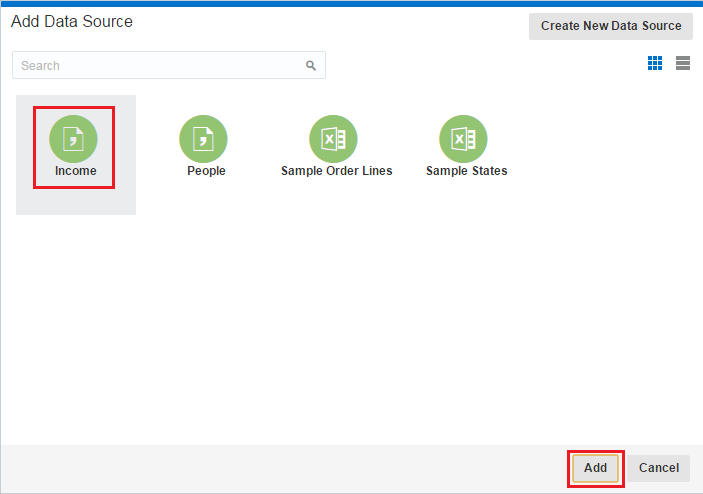 Add Data Source
Create New Data Source
Search
Income
People
Sample Order Lines
Sample States
Add
Cancel